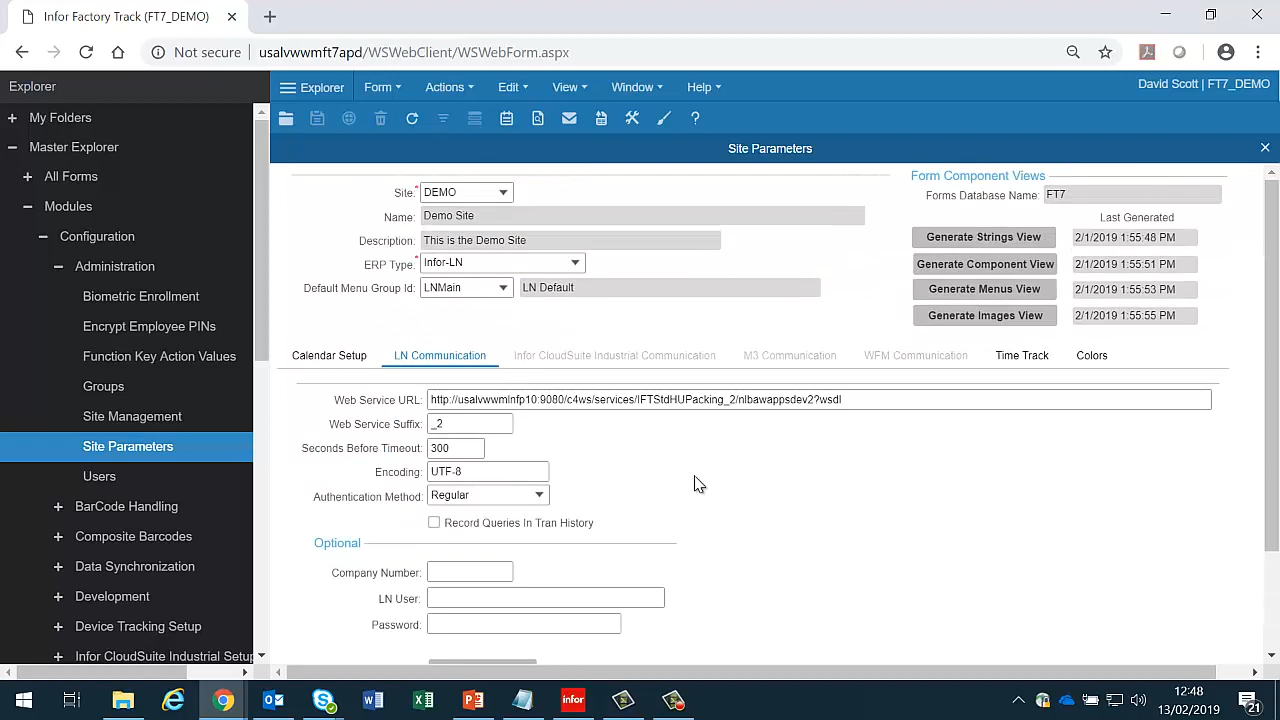 Infor Factory Track (FT7_DEMO)
Not secure usalvwwmft7apd/WSWebClient/WSWebForm.aspx
Explorer
My Folders
Master Explorer
All Forms
Modules
Configuration
Administration
Biometric Enrollment
Encrypt Employee PINs
Function Key Action Values
Groups
Site Management
Site Parameters
Users
BarCode Handling
Composite Barcodes
Data Synchronization
Development
Device Tracking Setup
Infor CloudSuite Industrial Setup
Explorer Form Actions Edit View Window Help
David Scott | FT7_DEMO
Site Parameters
Site:* DEMO
Name: Demo Site
Description: This is the Demo Site
ERP Type:* Infor-LN
Default Menu Group Id: LNMain LN Default
Form Component Views
Forms Database Name: FT7
Last Generated
Generate Strings View 2/1/2019 1:55:48 PM
Generate Component View 2/1/2019 1:55:51 PM
Generate Menus View 2/1/2019 1:55:53 PM
Generate Images View 2/1/2019 1:55:55 PM
Calendar Setup LN Communication Infor CloudSuite Industrial Communication M3 Communication WFM Communication Time Track Colors
Web Service URL: http://usalvwwmlnfp10:9080/c4ws/services/IFTStdHUPacking_2/nlbawappsdev2?wsdl
Web Service Suffix: _2
Seconds Before Timeout: 300
Encoding: UTF-8
Authentication Method: Regular
Record Queries In Tran History
Optional
Company Number:
LN User:
Password:
infor
12:48
13/02/2019
21